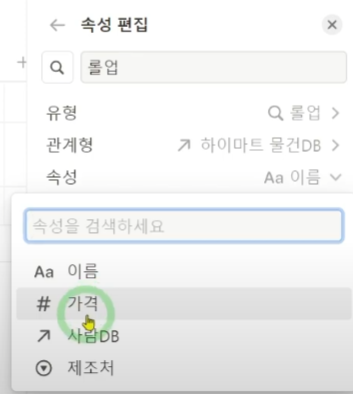 속성 편집
롤업
유형 롤업
관계형 하이마트 물건DB
속성 Aa 이름
속성을 검색하세요
Aa 이름
# 가격
사람DB
제조처